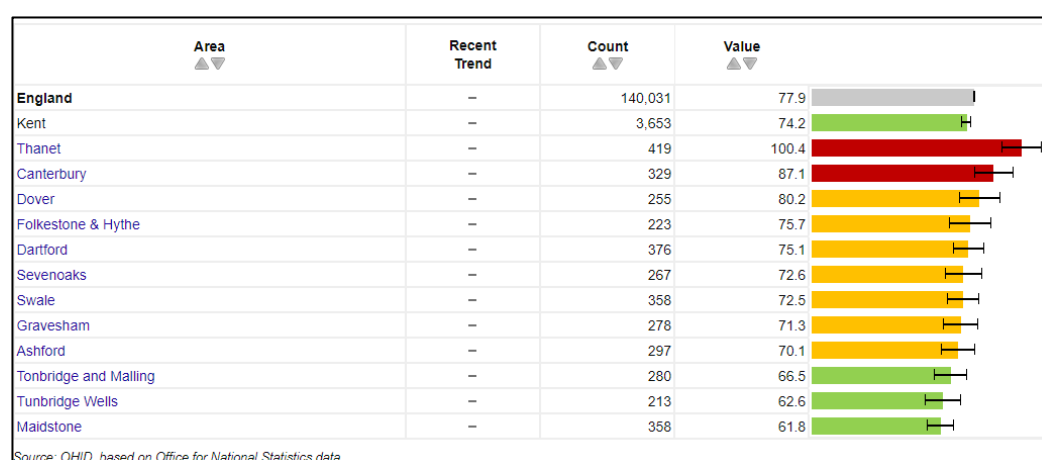 Area Recent Trend Count Value
England – 140,031 77.9
Kent – 3,653 74.2
Thanet – 419 100.4
Canterbury – 329 87.1
Dover – 255 80.2
Folkestone & Hythe – 223 75.7
Dartford – 376 75.1
Sevenoaks – 267 72.6
Swale – 358 72.5
Gravesham – 278 71.3
Ashford – 297 70.1
Tonbridge and Malling – 280 66.5
Tunbridge Wells – 213 62.6
Maidstone – 358 61.8
Source: OHID, based on Office for National Statistics data